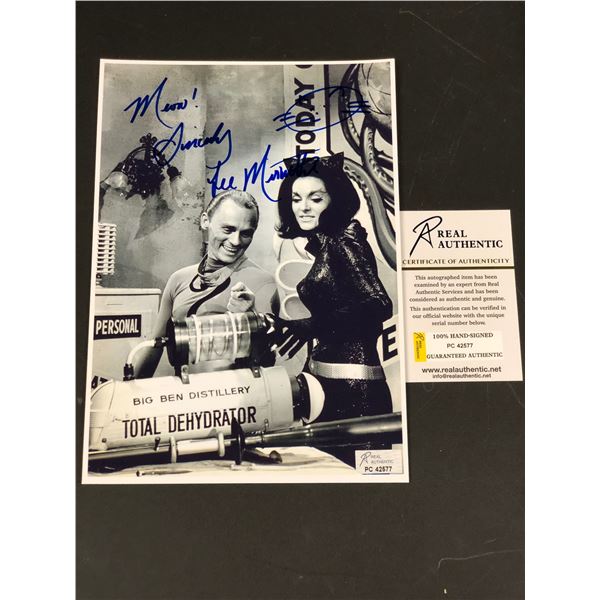 Meow!
Sincerely
Lee Meriwether
TODAY
PERSONAL
BIG BEN DISTILLERY
TOTAL DEHYDRATOR
REAL
AUTHENTIC
PC 42577
REAL
AUTHENTIC
CERTIFICATE OF AUTHENTICITY
This autographed item has been
examined by an expert from Real
Authentic Services and has been
considered as authentic and genuine.
This authentication can be verified in
our official website with the unique
serial number below.
100% HAND-SIGNED
PC 42577
GUARANTEED AUTHENTIC
www.realauthentic.net
info@realauthentic.net